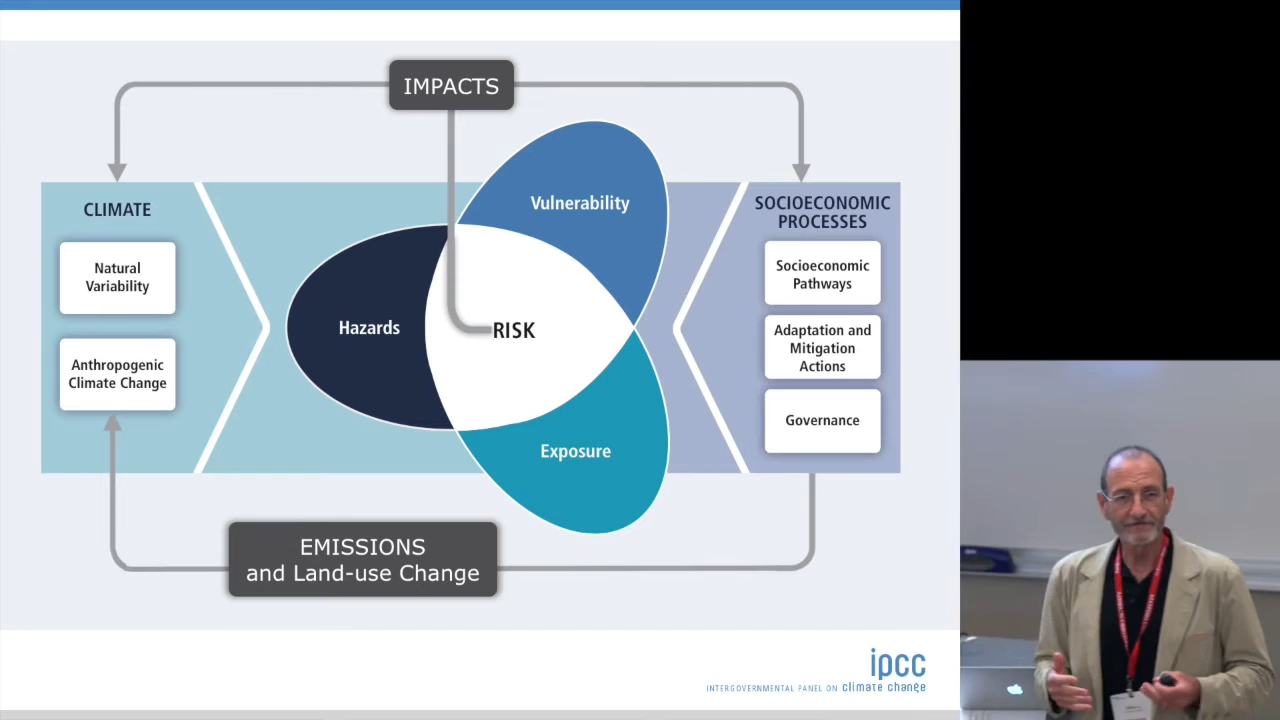 IMPACTS
CLIMATE
Natural
Variability
Anthropogenic
Climate Change
Hazards
Vulnerability
RISK
Exposure
SOCIOECONOMIC
PROCESSES
Socioeconomic
Pathways
Adaptation and
Mitigation
Actions
Governance
EMISSIONS
and Land-use Change
ipcc
INTERGOVERNMENTAL PANEL ON climate change